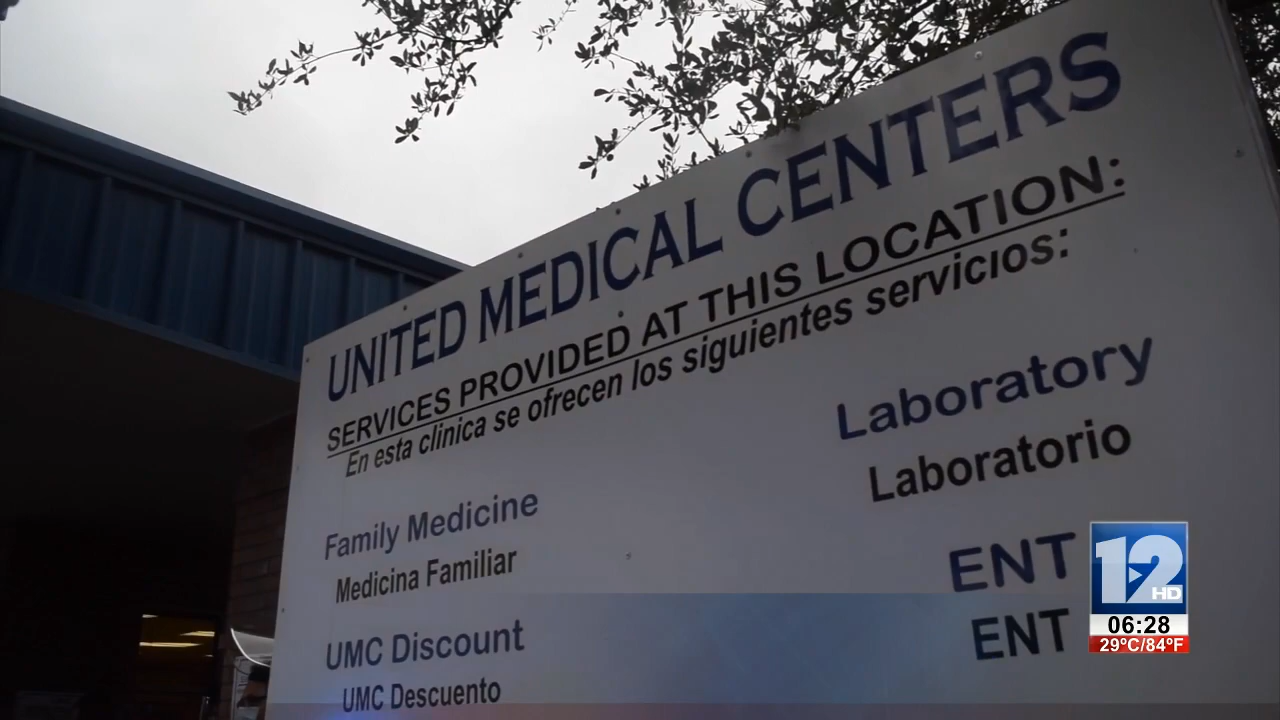 UNITED MEDICAL CENTERS
SERVICES PROVIDED AT THIS LOCATION:
En esta clinica se ofrecen los siguientes servicios:
Family Medicine
Medicina Familiar
UMC Discount
UMC Descuento
Laboratory
Laboratorio
ENT
ENT
12
HD
06:28
29°C/84°F